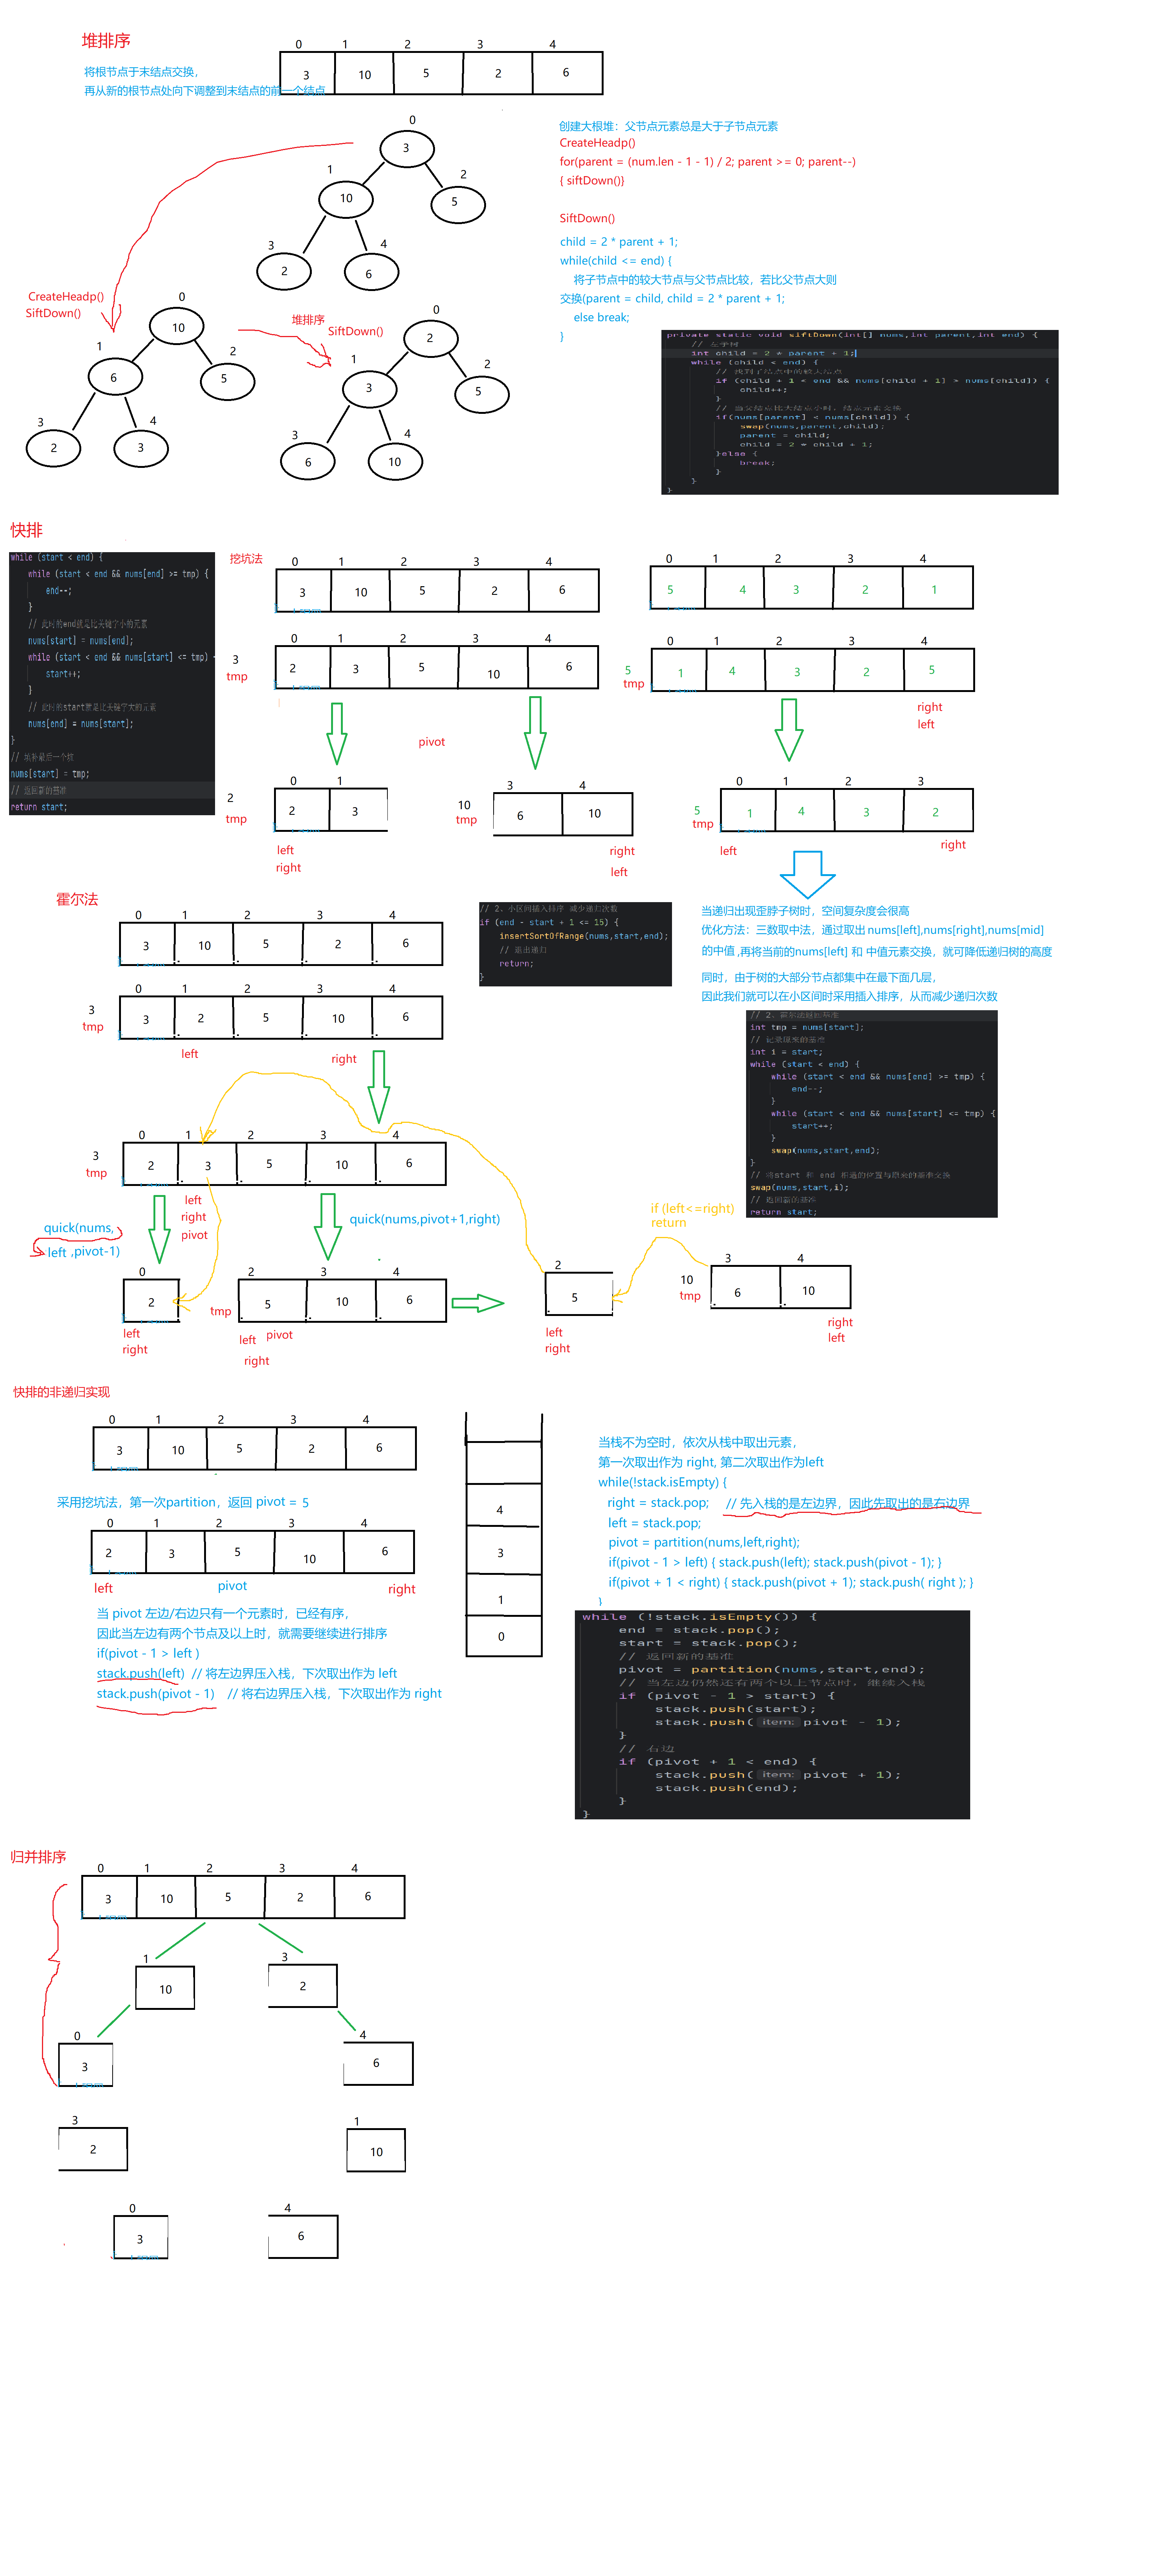 堆排序
将根节点于末结点交换，
再从新的根节点处向下调整到末结点的前一个结点
0 1 2 3 4
3 10 5 2 6
0
3
1
10
2
5
3
2
4
6
创建大根堆：父节点元素总是大于子节点元素
CreateHeadp()
for(parent = (num.len - 1 - 1) / 2; parent >= 0; parent--)
{ siftDown()}
SiftDown()
child = 2 * parent + 1;
while(child <= end) {
将子节点中的较大节点与父节点比较，若比父节点大则
交换(parent = child, child = 2 * parent + 1;
else break;
}
CreateHeadp()
SiftDown()
0
10
1
6
2
5
3
2
4
3
堆排序
SiftDown()
0
2
1
3
2
5
3
6
4
10
private static void siftDown(int[] nums,int parent,int end) {
// 左子树
int child = 2 * parent + 1;
while (child < end) {
// 找到子结点中的较大结点
if (child + 1 < end && nums[child + 1] > nums[child]) {
child++;
}
// 当父结点比大结点小时，结点元素交换
if(nums[parent] < nums[child]) {
swap(nums,parent,child);
parent = child;
child = 2 * child + 1;
}else {
break;
}
}
}
快排
while (start < end) {
while (start < end && nums[end] >= tmp) {
end--;
}
// 此时的end就是比关键字小的元素
nums[start] = nums[end];
while (start < end && nums[start] <= tmp)
start++;
}
// 此时的start就是比关键字大的元素
nums[end] = nums[start];
}
// 填补最后一个坑
nums[start] = tmp;
// 返回新的基准
return start;
挖坑法
0 1 2 3 4
3 10 5 2 6
0 1 2 3 4
3
tmp
2 3 5 10 6
pivot
0 1
2
tmp
2 3
left
right
3 4
10
tmp
6 10
right
left
0 1 2 3 4
5 4 3 2 1
0 1 2 3 4
5
tmp
1 4 3 2 5
right
left
0 1 2 3
5
tmp
1 4 3 2
left
right
当递归出现歪脖子树时，空间复杂度会很高
优化方法：三数取中法，通过取出 nums[left],nums[right],nums[mid]
的中值,再将当前的nums[left] 和 中值元素交换，就可降低递归树的高度
同时，由于树的大部分节点都集中在最下面几层，
因此我们就可以在小区间时采用插入排序，从而减少递归次数
霍尔法
0 1 2 3 4
3 10 5 2 6
// 2、小区间插入排序 减少递归次数
if (end - start + 1 <= 15) {
insertSortOfRange(nums,start,end);
// 跳出递归
return;
}
0 1 2 3 4
3
tmp
3 2 5 10 6
left
right
// 2、霍尔法返回基准
int tmp = nums[start];
// 记录原来的基准
int i = start;
while (start < end) {
while (start < end && nums[end] >= tmp) {
end--;
}
while (start < end && nums[start] <= tmp) {
start++;
}
swap(nums,start,end);
}
// 将start 和 end 相遇的位置与原来的基准交换
swap(nums,start,i);
// 返回新的基准
return start;
0 1 2 3 4
3
tmp
2 3 5 10 6
left
right
pivot
quick(nums,
left ,pivot-1)
quick(nums,pivot+1,right)
if (left<=right)
return
0
2
left
right
2 3 4
tmp
5 10 6
left pivot
right
2
5
left
right
3 4
10
tmp
6 10
right
left
快排的非递归实现
0 1 2 3 4
3 10 5 2 6
采用挖坑法，第一次partition，返回 pivot = 5
0 1 2 3 4
2 3 5 10 6
left pivot right
当 pivot 左边/右边只有一个元素时，已经有序，
因此当左边有两个节点及以上时，就需要继续进行排序
if(pivot - 1 > left )
stack.push(left) // 将左边界压入栈，下次取出作为 left
stack.push(pivot - 1) // 将右边界压入栈，下次取出作为 right
4
3
1
0
当栈不为空时，依次从栈中取出元素，
第一次取出作为 right, 第二次取出作为left
while(!stack.isEmpty) {
right = stack.pop; // 先入栈的是左边界，因此先取出的是右边界
left = stack.pop;
pivot = partition(nums,left,right);
if(pivot - 1 > left) { stack.push(left); stack.push(pivot - 1); }
if(pivot + 1 < right) { stack.push(pivot + 1); stack.push( right ); }
}
while (!stack.isEmpty()) {
end = stack.pop();
start = stack.pop();
// 返回新的基准
pivot = partition(nums,start,end);
// 当左边仍然还有两个以上节点时，继续入栈
if (pivot - 1 > start) {
stack.push(start);
stack.push( item: pivot - 1);
}
// 右边
if (pivot + 1 < end) {
stack.push( item: pivot + 1);
stack.push(end);
}
}
归并排序
0 1 2 3 4
3 10 5 2 6
1
10
3
2
0
3
4
6
3
2
1
10
0
3
4
6